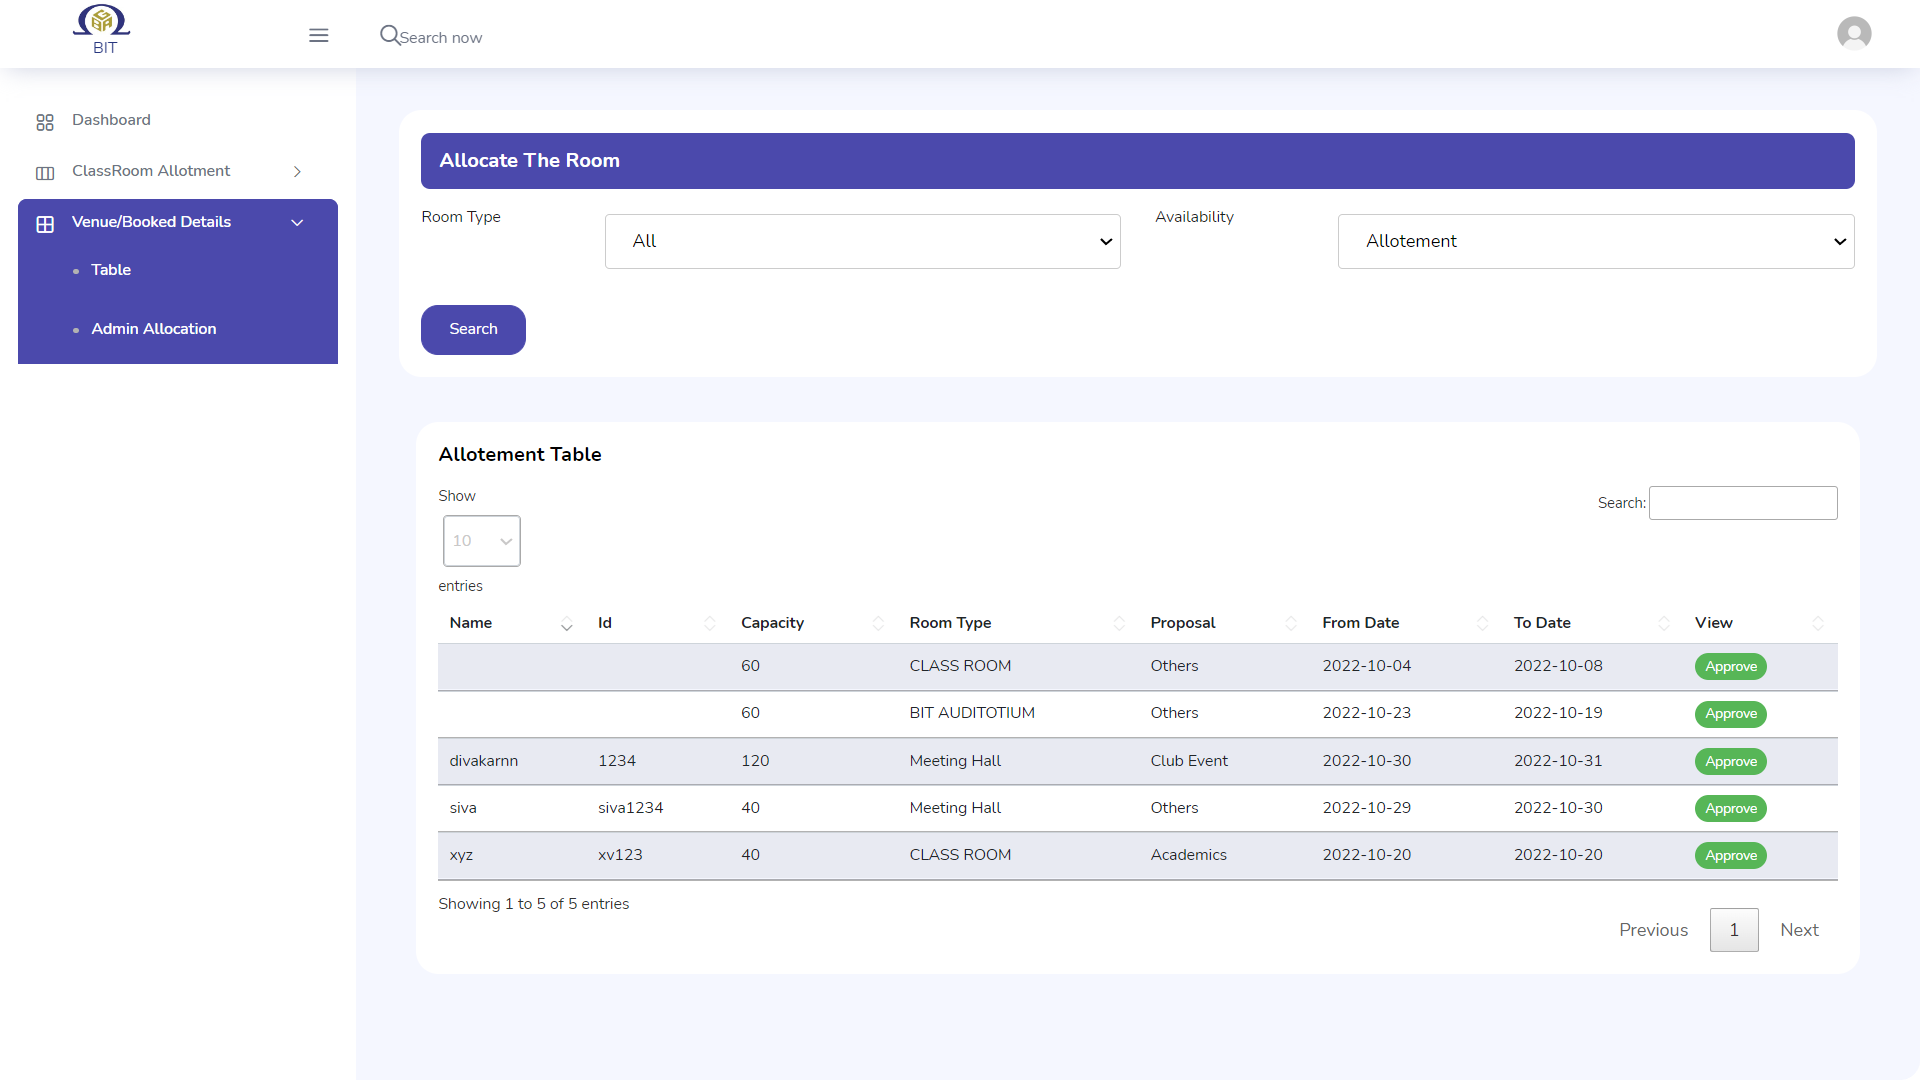 BIT
Search now
Dashboard
ClassRoom Allotment
Venue/Booked Details
Table
Admin Allocation
Allocate The Room
Room Type
All
Availability
Allotement
Search
Allotement Table
Show
10
entries
Search:
Name Id Capacity Room Type Proposal From Date To Date View
60 CLASS ROOM Others 2022-10-04 2022-10-08 Approve
60 BIT AUDITOTIUM Others 2022-10-23 2022-10-19 Approve
divakarnn 1234 120 Meeting Hall Club Event 2022-10-30 2022-10-31 Approve
siva siva1234 40 Meeting Hall Others 2022-10-29 2022-10-30 Approve
xyz xv123 40 CLASS ROOM Academics 2022-10-20 2022-10-20 Approve
Showing 1 to 5 of 5 entries
Previous 1 Next